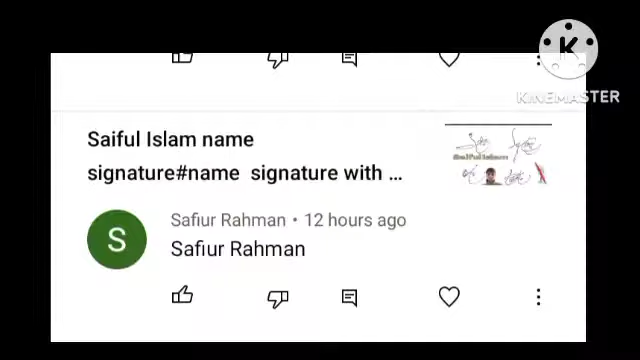 K
KINEMASTER
Saiful Islam name
signature#name signature with ...
Safiur Rahman • 12 hours ago
S
Safiur Rahman